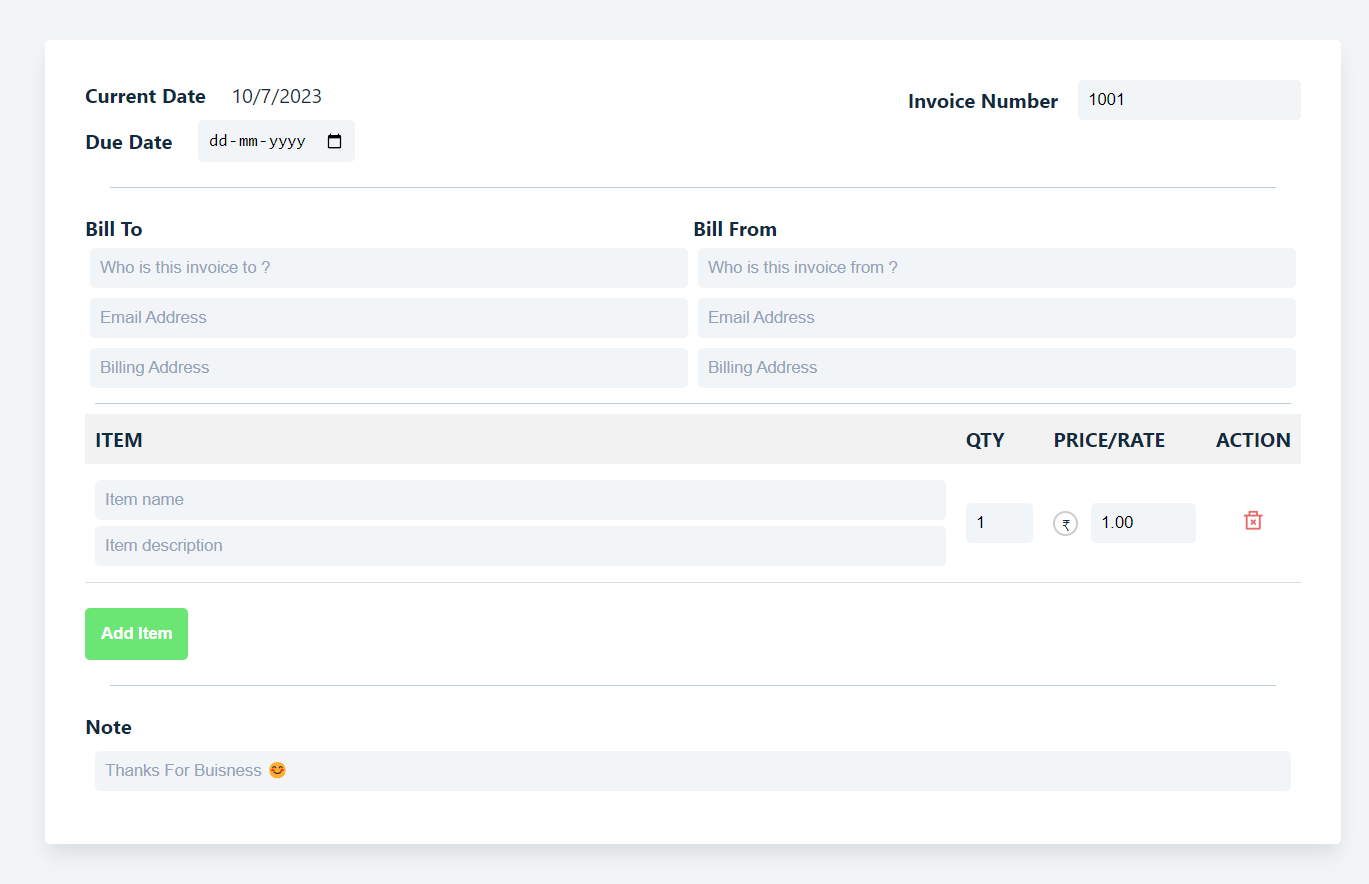 Current Date 10/7/2023
Invoice Number 1001
Due Date dd-mm-yyyy
Bill To
Bill From
Who is this invoice to ?
Who is this invoice from ?
Email Address
Email Address
Billing Address
Billing Address
ITEM QTY PRICE/RATE ACTION
Item name
Item description
1 ₹ 1.00
Add Item
Note
Thanks For Buisness 😊